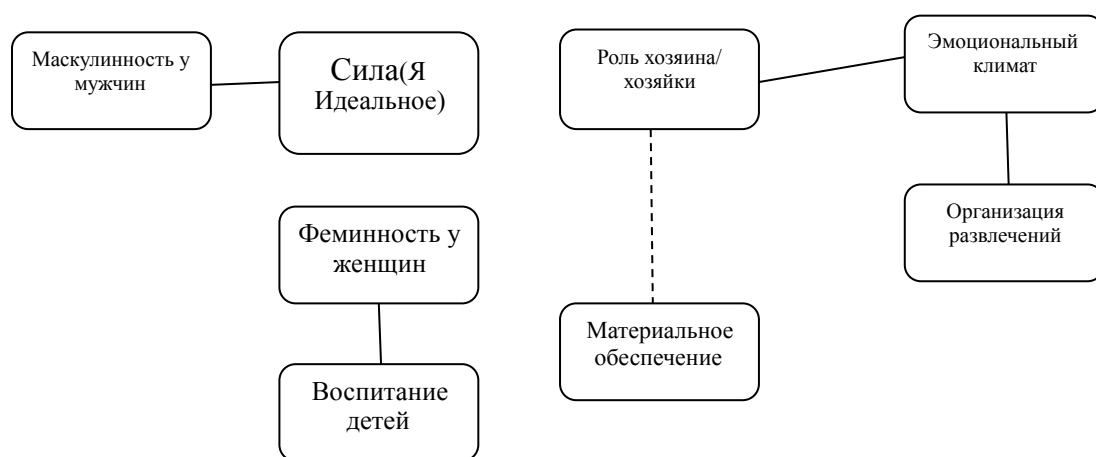 Маскулинность у
мужчин
Сила(Я
Идеальное)
Роль хозяина/
хозяйки
Эмоциональный
климат
Феминность у
женщин
Организация
развлечений
Воспитание
детей
Материальное
обеспечение